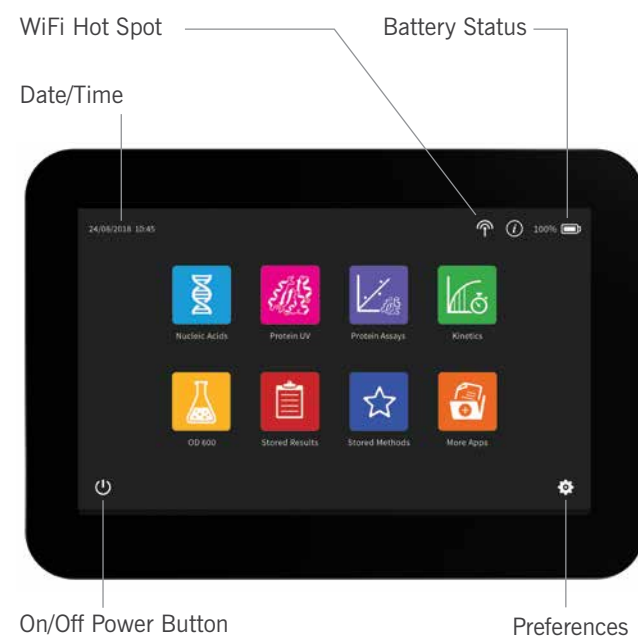 WiFi Hot Spot
Battery Status
Date/Time
24/08/2018 10:45
100%
Nucleic Acids
Protein UV
Protein Assays
Kinetics
OD 600
Stored Results
Stored Methods
More Apps
On/Off Power Button
Preferences